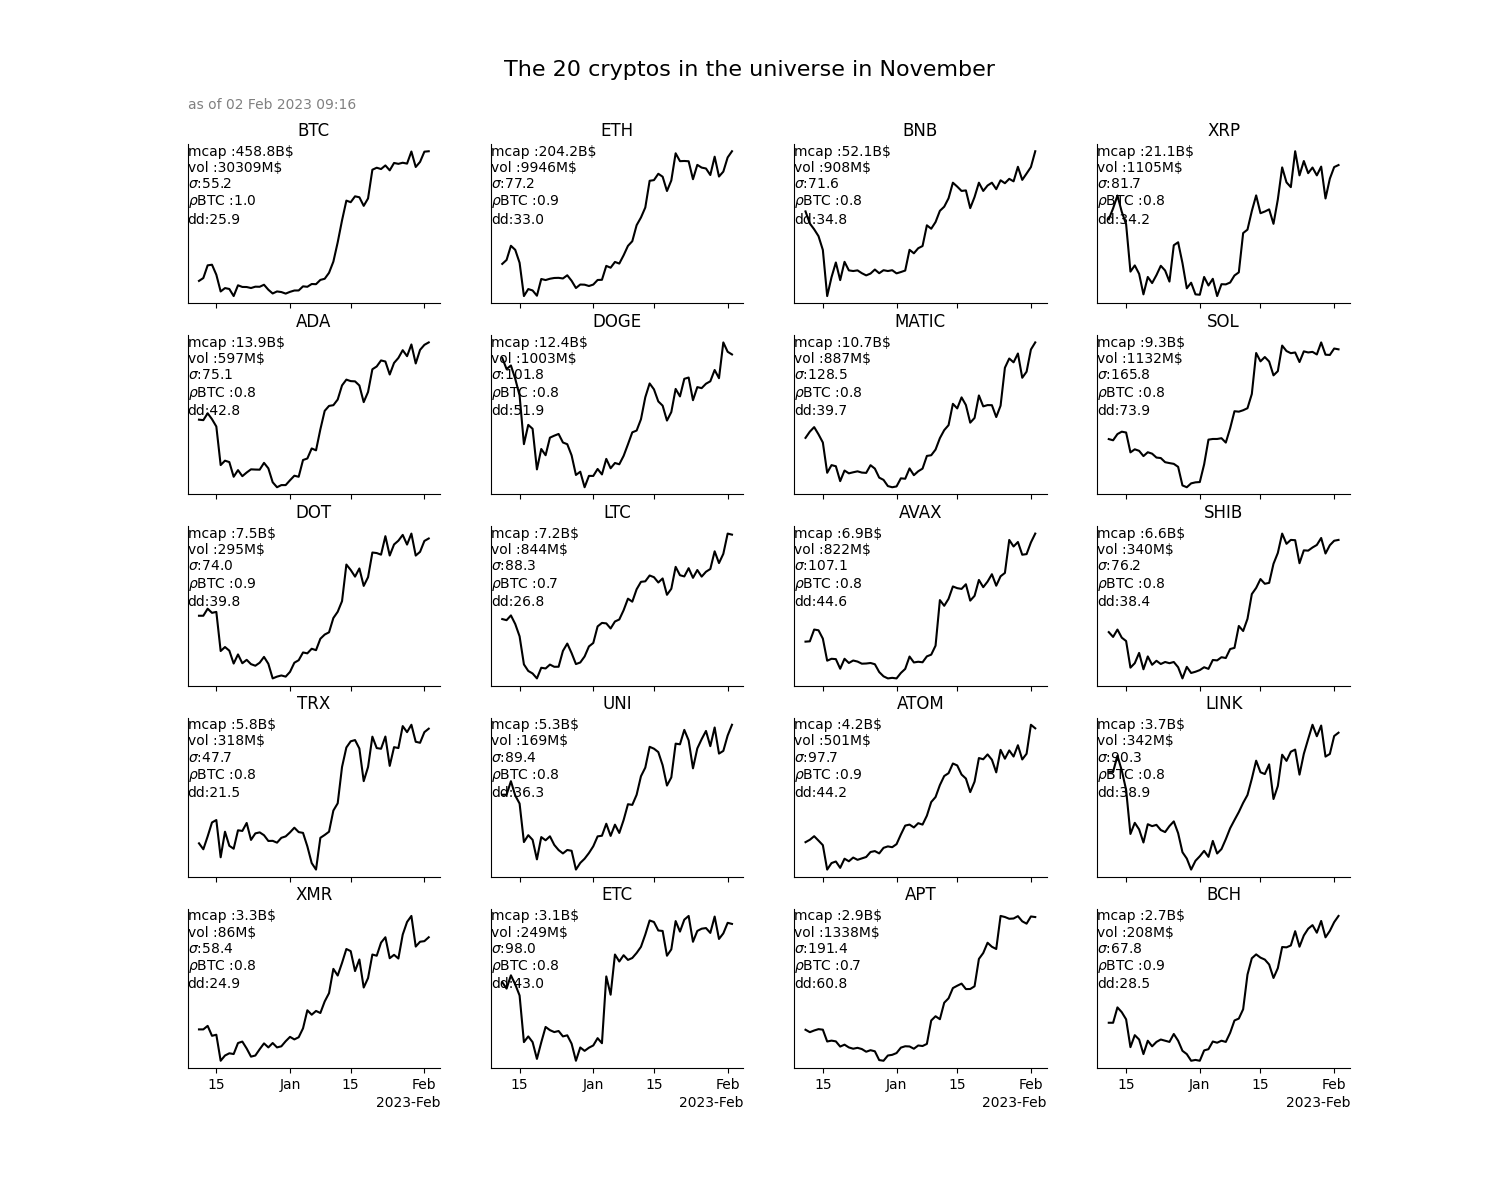 The 20 cryptos in the universe in November
as of 02 Feb 2023 09:16
BTC
mcap :458.8B$
vol :30309M$
σ:55.2
ρBTC :1.0
dd:25.9
ETH
mcap :204.2B$
vol :9946M$
σ:77.2
ρBTC :0.9
dd:33.0
BNB
mcap :52.1B$
vol :908M$
σ:71.6
ρBTC :0.8
dd:34.8
XRP
mcap :21.1B$
vol :1105M$
σ:81.7
ρBTC :0.8
dd:34.2
ADA
mcap :13.9B$
vol :597M$
σ:75.1
ρBTC :0.8
dd:42.8
DOGE
mcap :12.4B$
vol :1003M$
σ:101.8
ρBTC :0.8
dd:51.9
MATIC
mcap :10.7B$
vol :887M$
σ:128.5
ρBTC :0.8
dd:39.7
SOL
mcap :9.3B$
vol :1132M$
σ:165.8
ρBTC :0.8
dd:73.9
DOT
mcap :7.5B$
vol :295M$
σ:74.0
ρBTC :0.9
dd:39.8
LTC
mcap :7.2B$
vol :844M$
σ:88.3
ρBTC :0.7
dd:26.8
AVAX
mcap :6.9B$
vol :822M$
σ:107.1
ρBTC :0.8
dd:44.6
SHIB
mcap :6.6B$
vol :340M$
σ:76.2
ρBTC :0.8
dd:38.4
TRX
mcap :5.8B$
vol :318M$
σ:47.7
ρBTC :0.8
dd:21.5
UNI
mcap :5.3B$
vol :169M$
σ:89.4
ρBTC :0.8
dd:36.3
ATOM
mcap :4.2B$
vol :501M$
σ:97.7
ρBTC :0.9
dd:44.2
LINK
mcap :3.7B$
vol :342M$
σ:90.3
ρBTC :0.8
dd:38.9
XMR
mcap :3.3B$
vol :86M$
σ:58.4
ρBTC :0.8
dd:24.9
ETC
mcap :3.1B$
vol :249M$
σ:98.0
ρBTC :0.8
dd:43.0
APT
mcap :2.9B$
vol :1338M$
σ:191.4
ρBTC :0.7
dd:60.8
BCH
mcap :2.7B$
vol :208M$
σ:67.8
ρBTC :0.9
dd:28.5
15 Jan 15 Feb
2023-Feb
15 Jan 15 Feb
2023-Feb
15 Jan 15 Feb
2023-Feb
15 Jan 15 Feb
2023-Feb